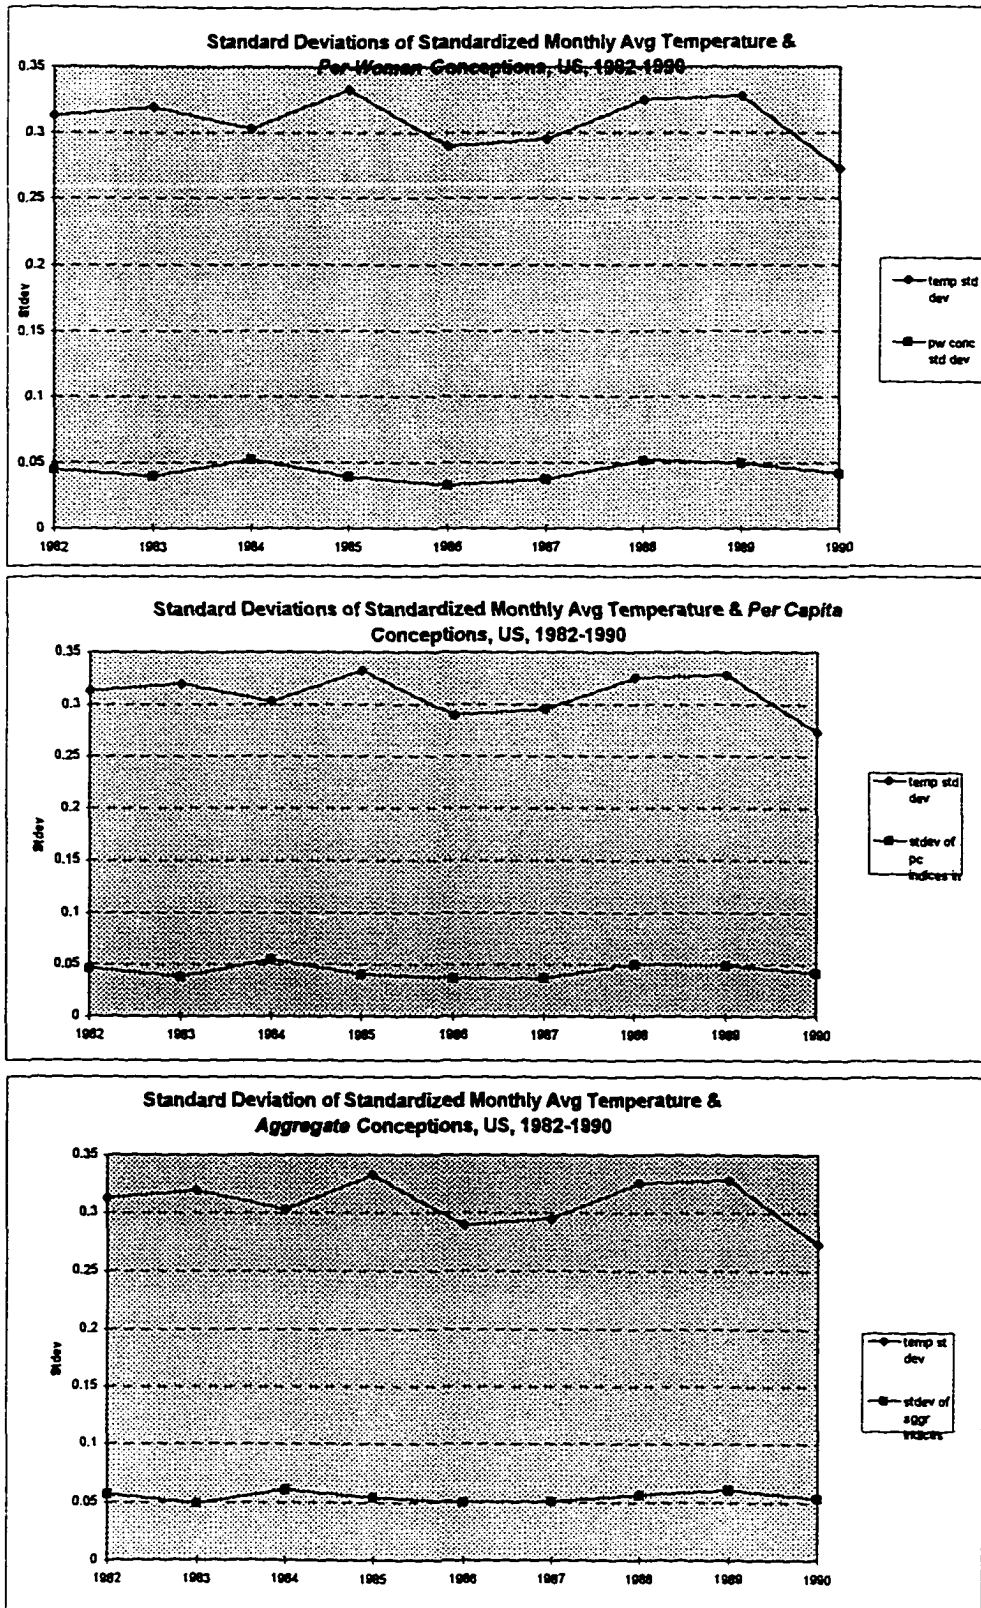 Standard Deviations of Standardized Monthly Avg Temperature &
Per Woman Conceptions, US, 1982-1990
0.35
0.3
0.25
0.2
0.15
0.1
0.05
0
Stdev
1982 1983 1984 1985 1986 1987 1988 1989 1990
temp std
dev
pw conc
std dev
Standard Deviations of Standardized Monthly Avg Temperature & Per Capita
Conceptions, US, 1982-1990
0.35
0.3
0.25
0.2
0.15
0.1
0.05
0
Stdev
1982 1983 1984 1985 1986 1987 1988 1989 1990
temp std
dev
stdev of
pc
indices in
Standard Deviation of Standardized Monthly Avg Temperature &
Aggregate Conceptions, US, 1982-1990
0.35
0.3
0.25
0.2
0.15
0.1
0.05
0
Stdev
1982 1983 1984 1985 1986 1987 1988 1989 1990
temp st
dev
stdev of
aggr
indices